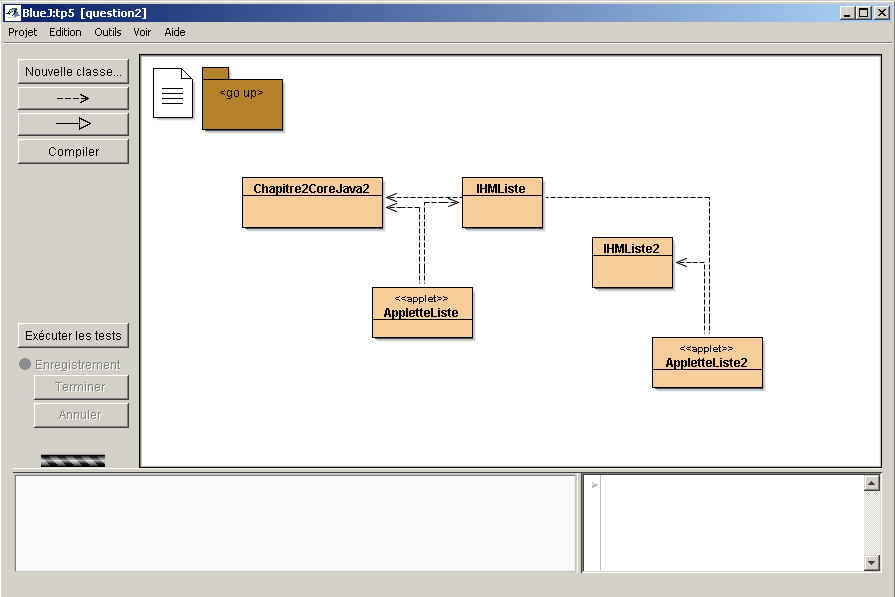 BlueJ:tp5 [question2]
Projet Edition Outils Voir Aide
Nouvelle classe...
Compiler
<go up>
Chapitre2CoreJava2
IHMListe
IHMListe2
<<applet>>
AppletteListe
<<applet>>
AppletteListe2
Exécuter les tests
Enregistrement
Terminer
Annuler